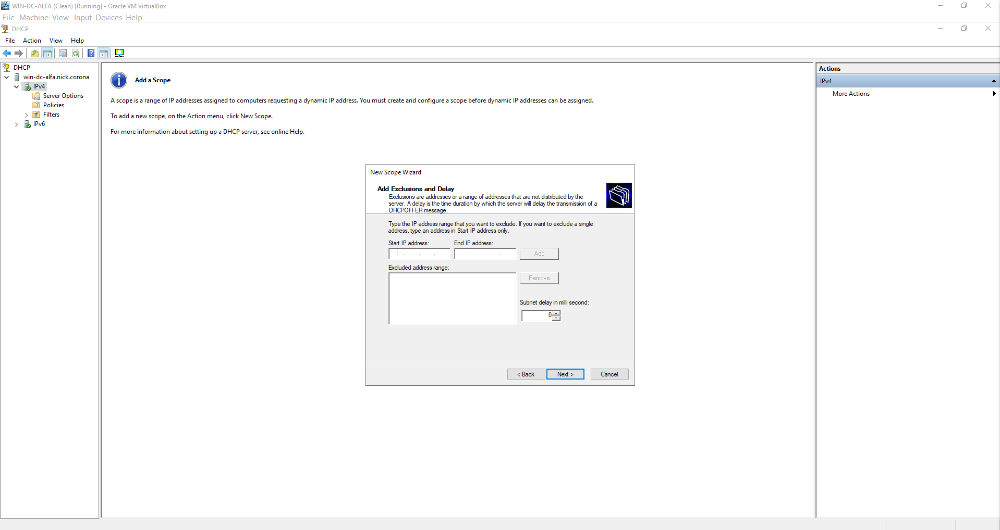 WIN-DC-ALFA (Clean) [Running] - Oracle VM VirtualBox
File Machine View Input Devices Help
DHCP
File Action View Help
DHCP
win-dc-alfa.nick.corona
IPv4
Server Options
Policies
Filters
IPv6
Add a Scope
A scope is a range of IP addresses assigned to computers requesting a dynamic IP address. You must create and configure a scope before dynamic IP addresses can be assigned.
To add a new scope, on the Action menu, click New Scope.
For more information about setting up a DHCP server, see online Help.
New Scope Wizard
Add Exclusions and Delay
Exclusions are addresses or a range of addresses that are not distributed by the
server. A delay is the time duration by which the server will delay the transmission of a
DHCPOFFER message.
Type the IP address range that you want to exclude. If you want to exclude a single
address, type an address in Start IP address only.
Start IP address: End IP address:
. . . . . . Add
Excluded address range:
Remove
Subnet delay in milli second:
0
< Back Next > Cancel
Actions
IPv4
More Actions